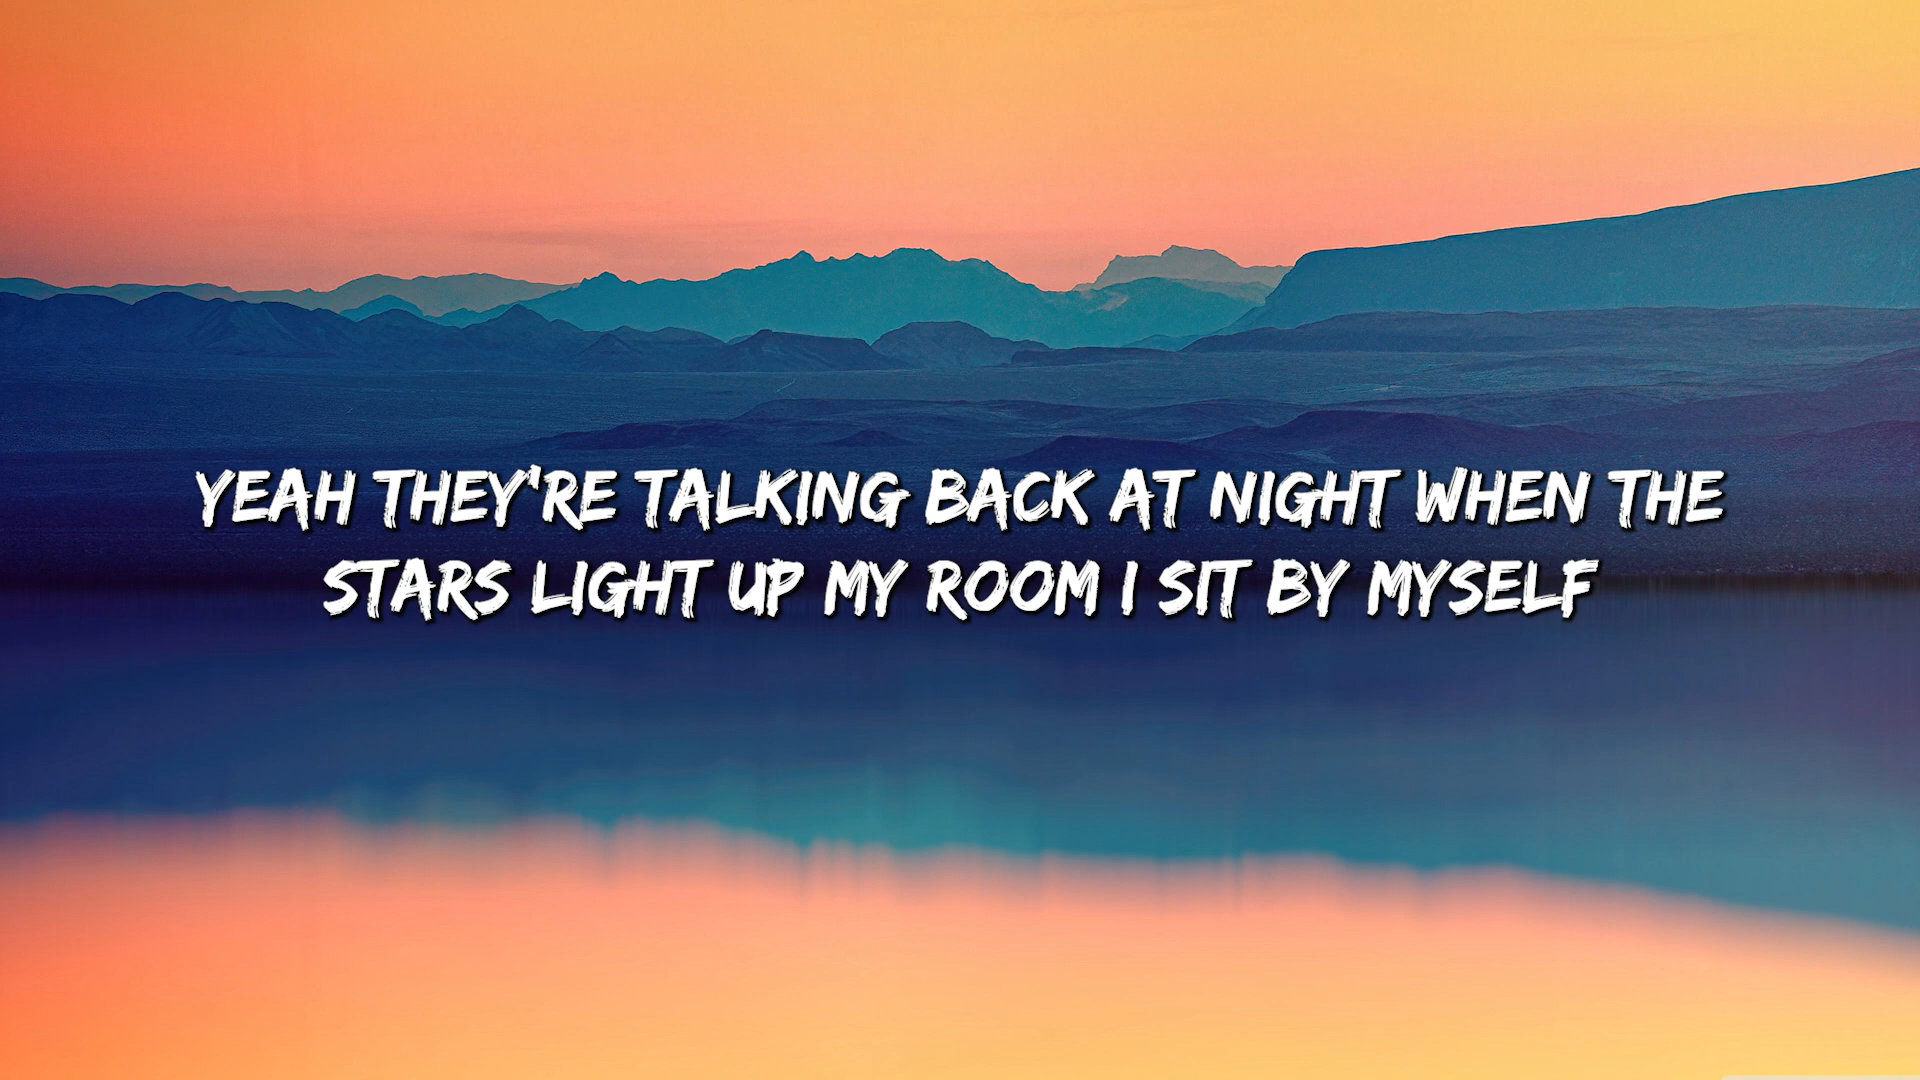 YEAH THEY'RE TALKING BACK AT NIGHT WHEN THE
STARS LIGHT UP MY ROOM I SIT BY MYSELF